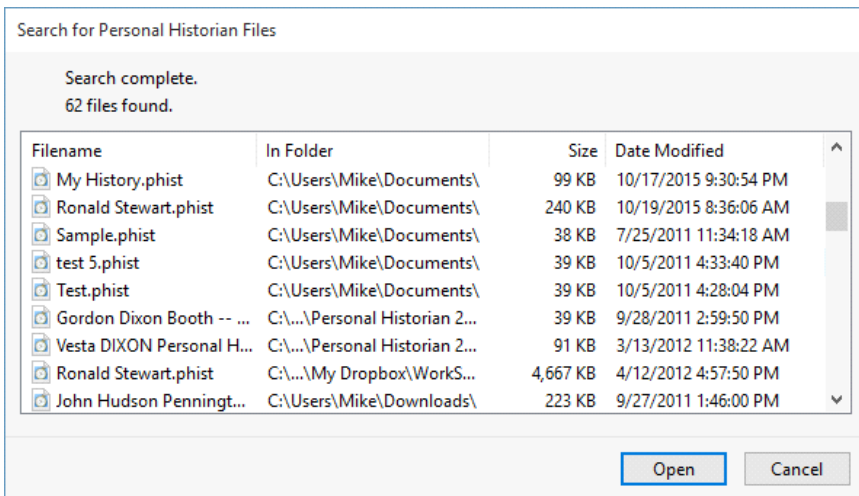 Search for Personal Historian Files
Search complete.
62 files found.
Filename In Folder Size Date Modified
My History.phist C:\Users\Mike\Documents\ 99 KB 10/17/2015 9:30:54 PM
Ronald Stewart.phist C:\Users\Mike\Documents\ 240 KB 10/19/2015 8:36:06 AM
Sample.phist C:\Users\Mike\Documents\ 38 KB 7/25/2011 11:34:18 AM
test 5.phist C:\Users\Mike\Documents\ 39 KB 10/5/2011 4:33:40 PM
Test.phist C:\Users\Mike\Documents\ 39 KB 10/5/2011 4:28:04 PM
Gordon Dixon Booth -- ... C:\...\Personal Historian 2... 39 KB 9/28/2011 2:59:50 PM
Vesta DIXON Personal H... C:\...\Personal Historian 2... 91 KB 3/13/2012 11:38:22 AM
Ronald Stewart.phist C:\...\My Dropbox\WorkS... 4,667 KB 4/12/2012 4:57:50 PM
John Hudson Penningt... C:\Users\Mike\Downloads\ 223 KB 9/27/2011 1:46:00 PM
Open Cancel